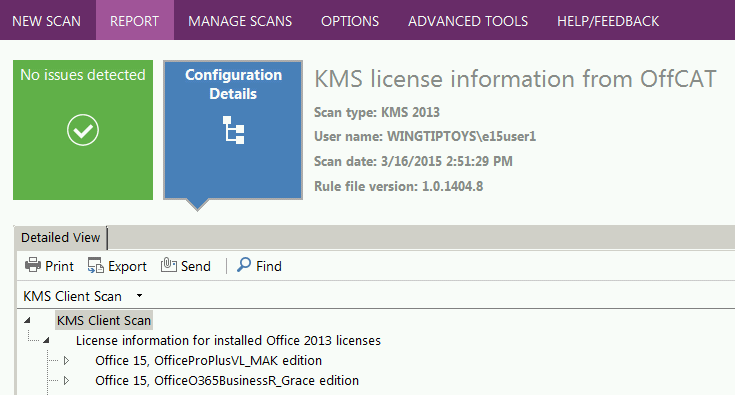 NEW SCAN REPORT MANAGE SCANS OPTIONS ADVANCED TOOLS HELP/FEEDBACK
No issues detected
Configuration
Details
KMS license information from OffCAT
Scan type: KMS 2013
User name: WINGTIPTOYS\e15user1
Scan date: 3/16/2015 2:51:29 PM
Rule file version: 1.0.1404.8
Detailed View
Print Export Send Find
KMS Client Scan
KMS Client Scan
License information for installed Office 2013 licenses
Office 15, OfficeProPlusVL_MAK edition
Office 15, OfficeO365BusinessR_Grace edition